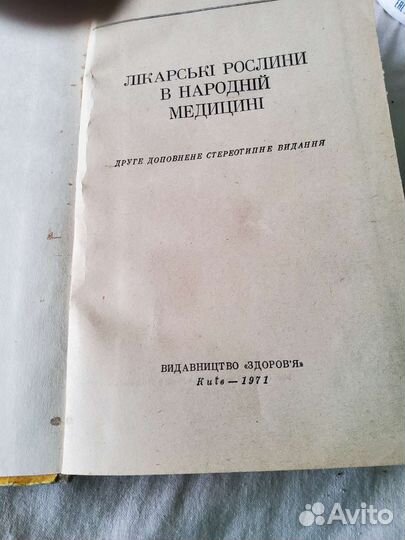 ЛІКАРСЬКІ РОСЛИНИ
В НАРОДНІЙ
МЕДИЦИНІ
ДРУГЕ ДОПОВНЕНЕ СТЕРЕОТИПНЕ ВИДАННЯ
ВИДАВНИЦТВО «ЗДОРОВ'Я»
Київ — 1971
Avito